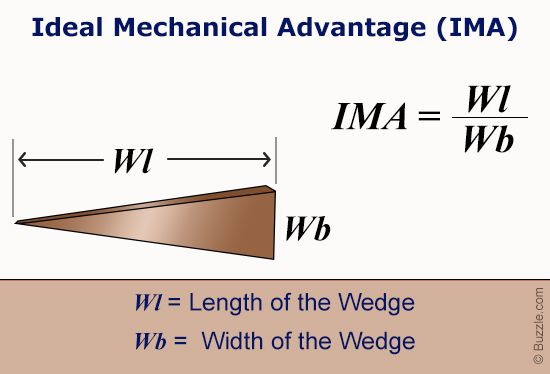 Ideal Mechanical Advantage (IMA)
IMA = Wl / Wb
Wl
Wb
Wl = Length of the Wedge
Wb = Width of the Wedge
© Buzzle.com